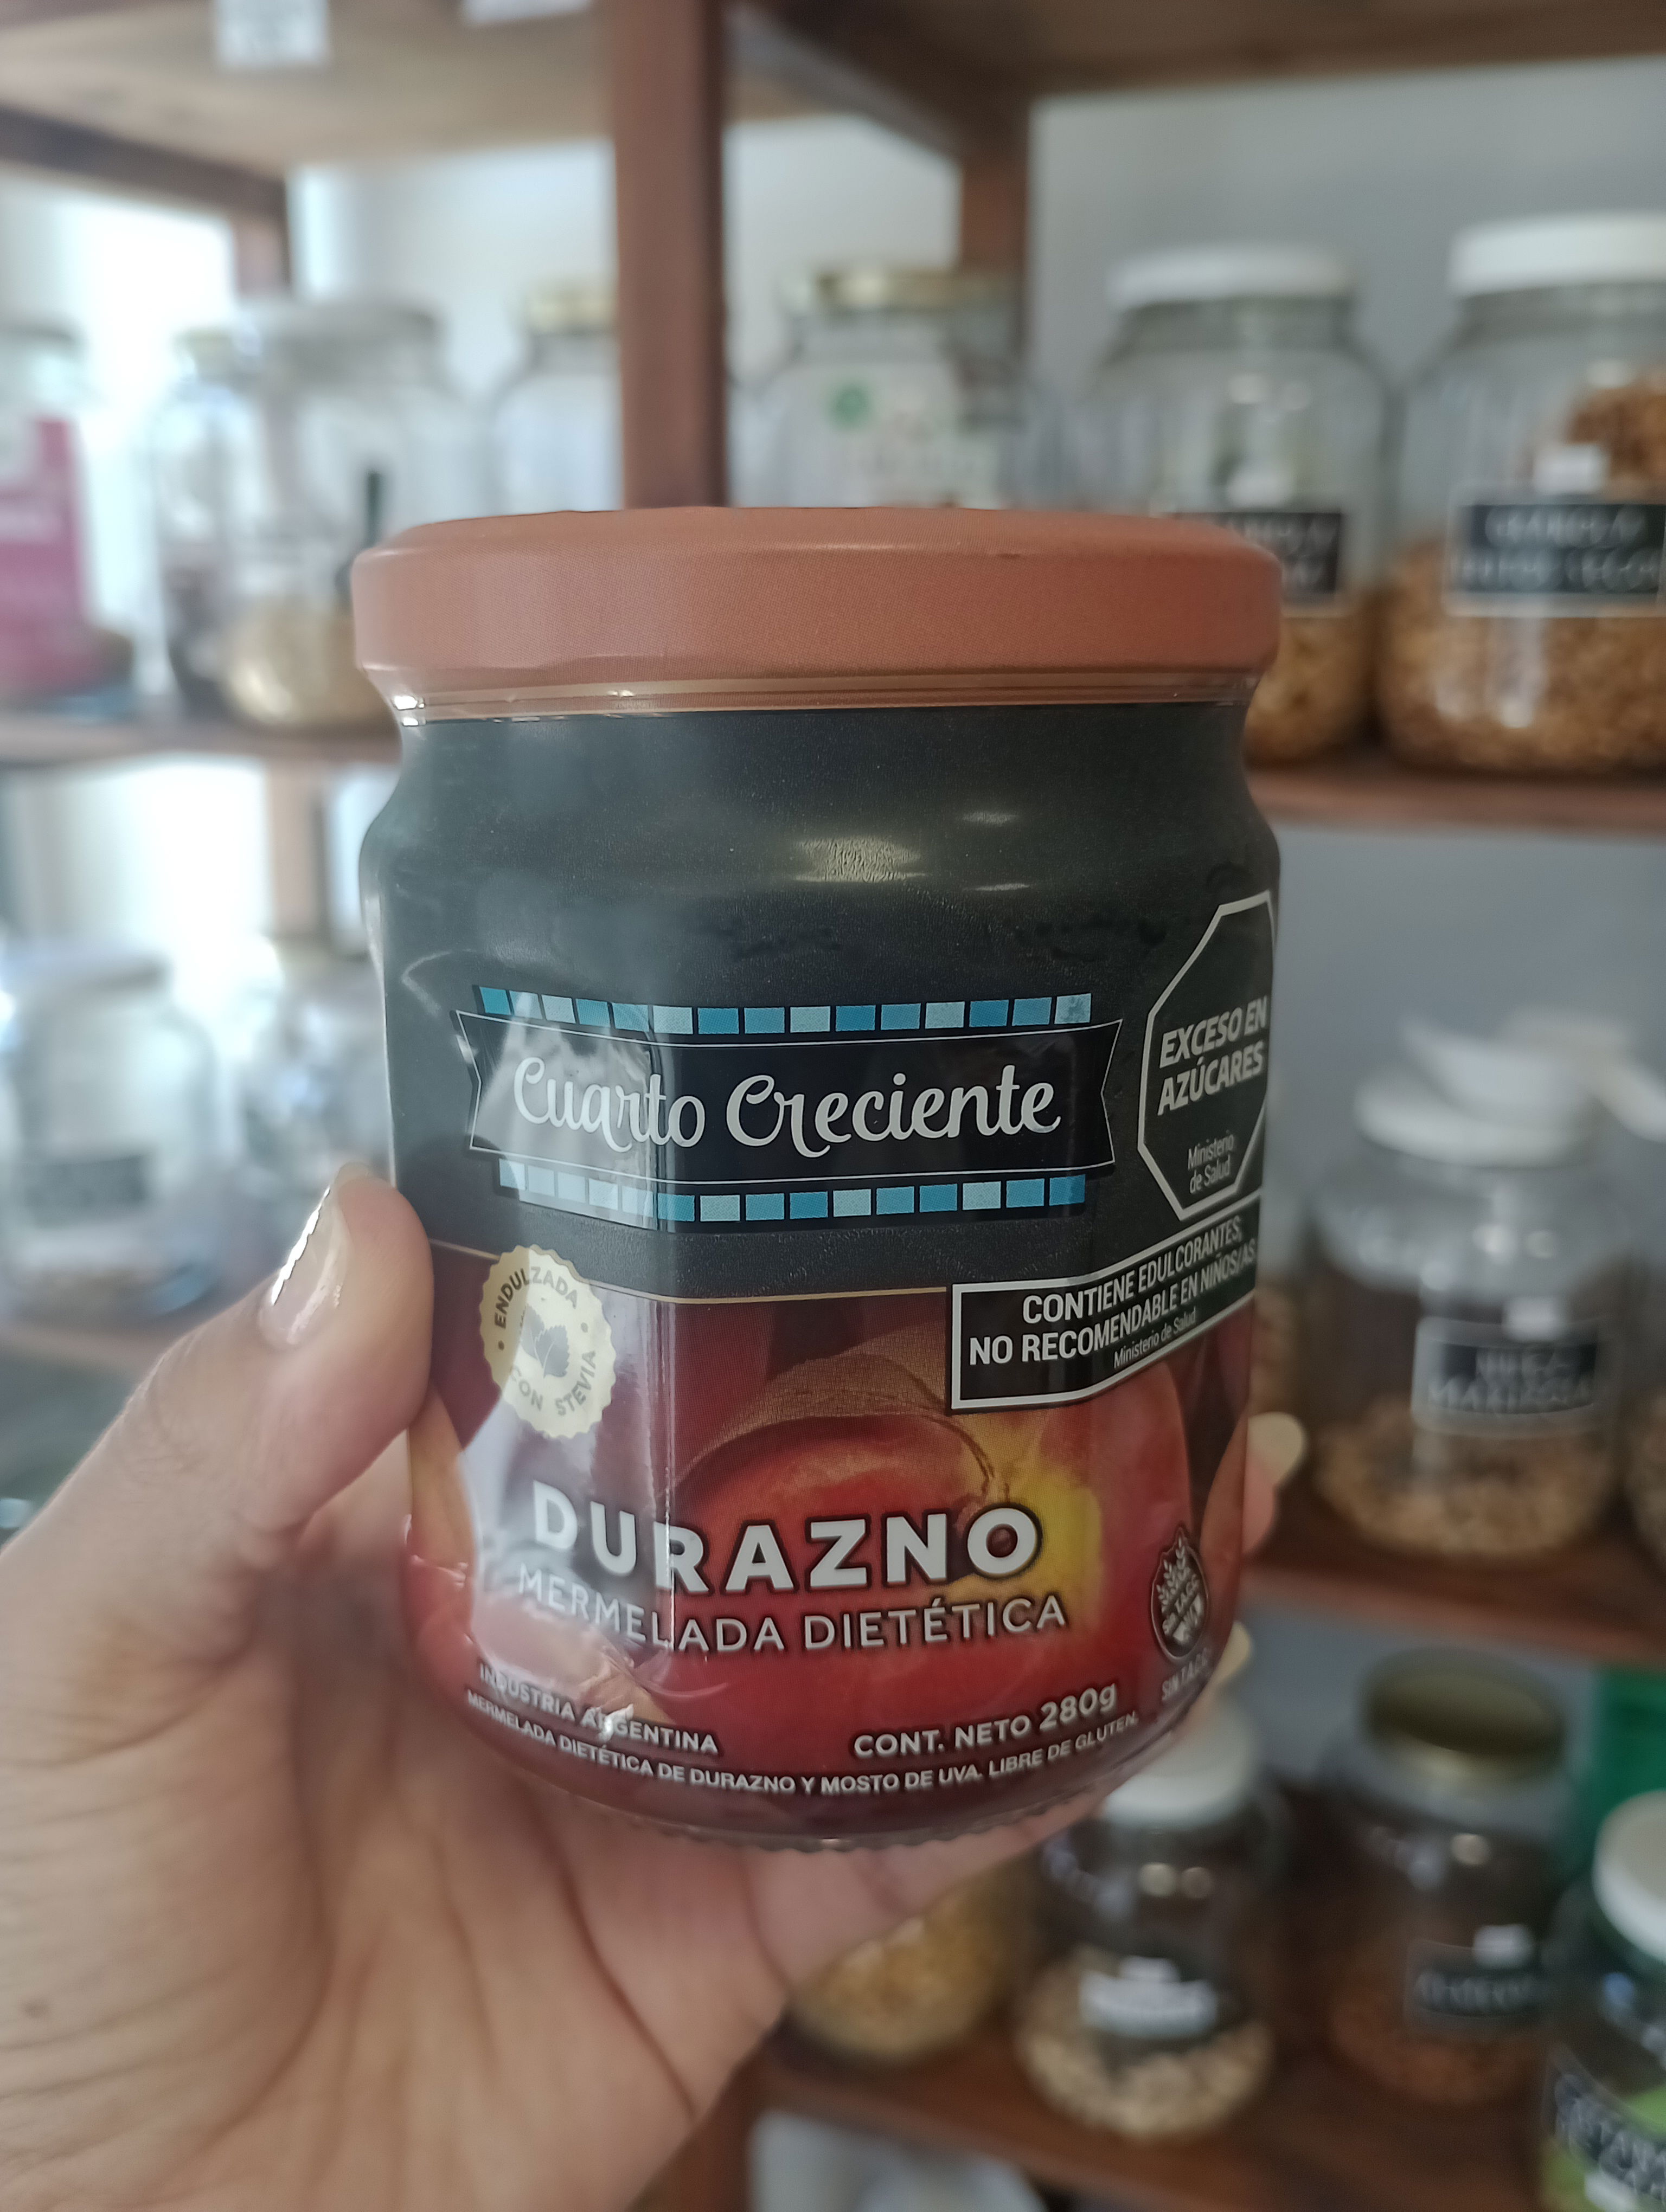 Cuarto Creciente
EXCESO EN
AZÚCARES
Ministerio
de Salud
CONTIENE EDULCORANTES,
NO RECOMENDABLE EN NIÑOS/AS
Ministerio de Salud
ENDULZADA
CON STEVIA
DURAZNO
MERMELADA DIETÉTICA
SIN TACC
INDUSTRIA ARGENTINA
CONT. NETO 280g
MERMELADA DIETÉTICA DE DURAZNO Y MOSTO DE UVA. LIBRE DE GLUTEN.